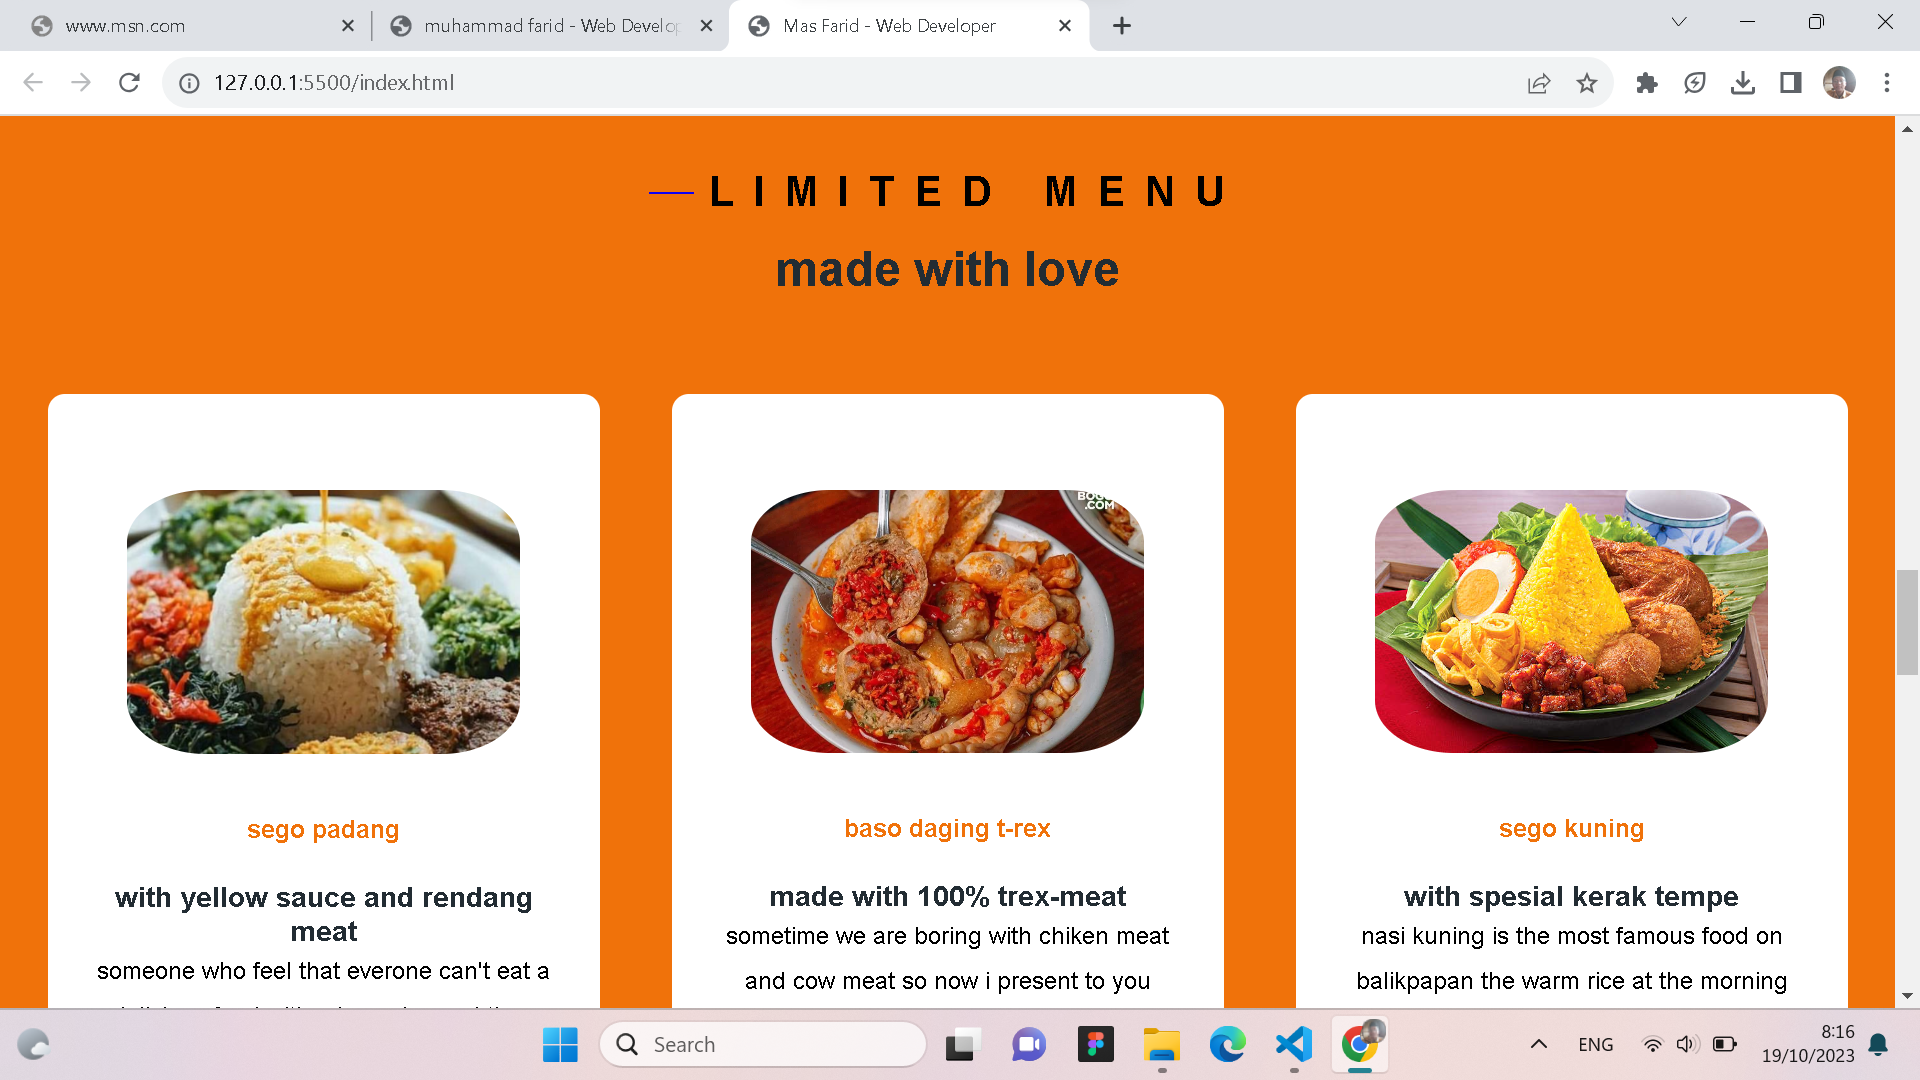 www.msn.com
muhammad farid - Web Develop
Mas Farid - Web Developer
127.0.0.1:5500/index.html
LIMITED MENU
made with love
BOG
.COM
sego padang
with yellow sauce and rendang
meat
someone who feel that everone can't eat a
baso daging t-rex
made with 100% trex-meat
sometime we are boring with chiken meat
and cow meat so now i present to you
sego kuning
with spesial kerak tempe
nasi kuning is the most famous food on
balikpapan the warm rice at the morning
Search
ENG
8:16
19/10/2023